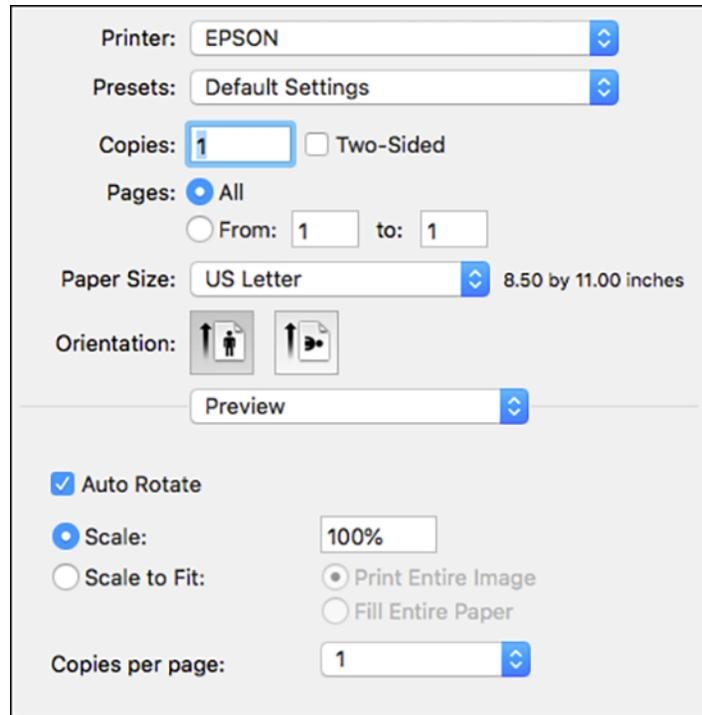 Printer: EPSON
Presets: Default Settings
Copies: 1 Two-Sided
Pages: All
From: 1 to: 1
Paper Size: US Letter 8.50 by 11.00 inches
Orientation:
Preview
Auto Rotate
Scale: 100%
Scale to Fit: Print Entire Image
Fill Entire Paper
Copies per page: 1